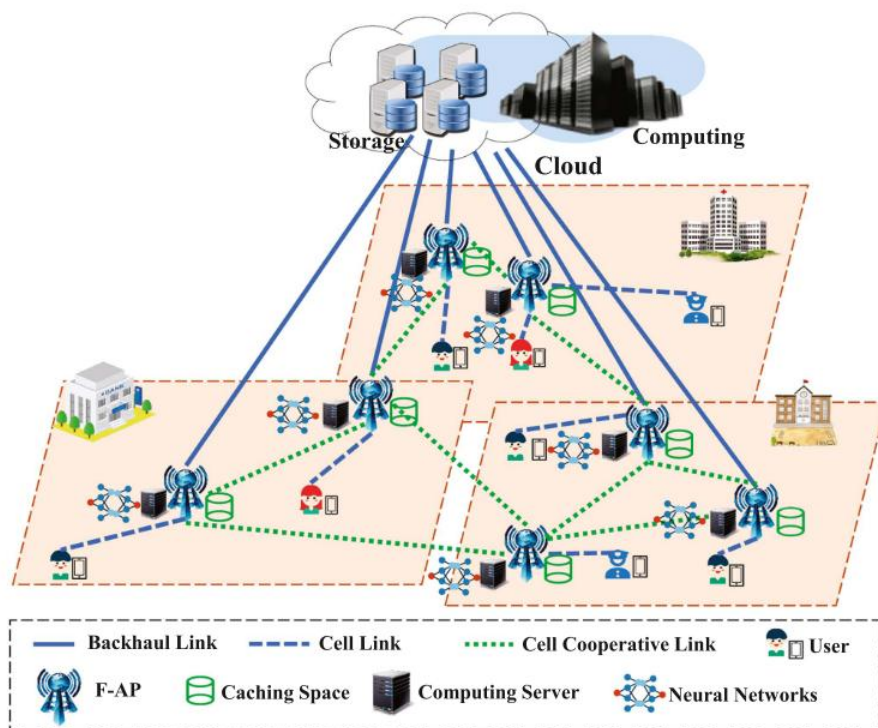 Storage
Computing
Cloud
BANK
Backhaul Link
Cell Link
Cell Cooperative Link
User
F-AP
Caching Space
Computing Server
Neural Networks